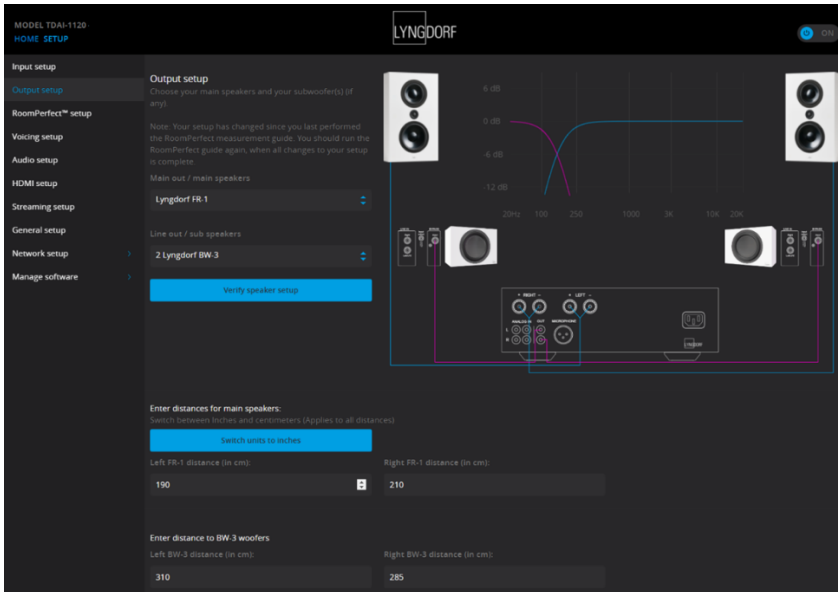 MODEL TDAI-1120
HOME SETUP
LYNGDORF
ON
Input setup
Output setup
RoomPerfect™ setup
Voicing setup
Audio setup
HDMI setup
Streaming setup
General setup
Network setup
Manage software
Output setup
Choose your main speakers and your subwoofer(s) (if
any).
Note: Your setup has changed since you last performed
the RoomPerfect measurement guide. You should run the
RoomPerfect guide again, when all changes to your setup
is complete
Main out / main speakers
Lyngdorf FR-1
Line out / sub speakers
2 Lyngdorf BW-3
Verify speaker setup
6 dB
0 dB
-6 dB
-12 dB
20Hz 100 250 1000 3K 10K 20K
+ RIGHT -
+ LEFT -
ANALOG IN OUT MICROPHONE
L
R
Enter distances for main speakers:
Switch between Inches and centimeters (Applies to all distances)
Switch units to inches
Left FR-1 distance (in cm):
Right FR-1 distance (in cm):
190
210
Enter distance to BW-3 woofers
Left BW-3 distance (in cm):
Right BW-3 distance (in cm):
310
285